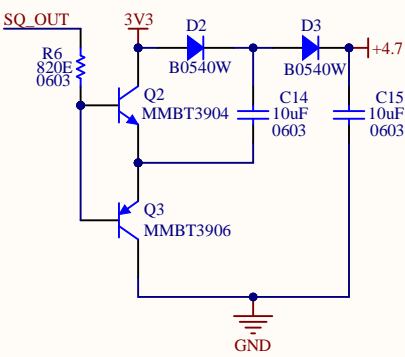 SQ_OUT
3V3
D2
D3
+4.7
B0540W
B0540W
R6
820E
0603
Q2
MMBT3904
C14
10uF
0603
C15
10uF
0603
Q3
MMBT3906
GND